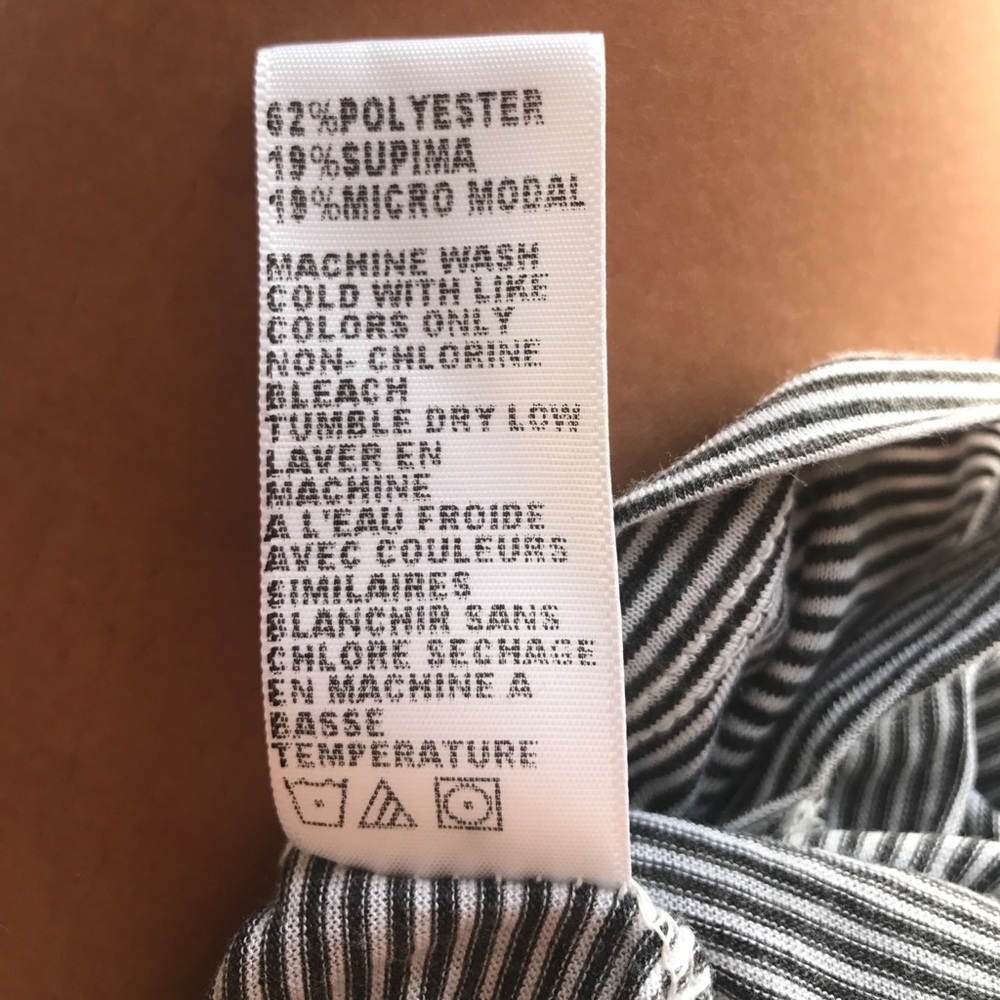 62%POLYESTER
19%SUPIMA
19%MICRO MODAL
MACHINE WASH
COLD WITH LIKE
COLORS ONLY
NON- CHLORINE
BLEACH
TUMBLE DRY LOW
LAVER EN
MACHINE
A L'EAU FROIDE
AVEC COULEURS
SIMILAIRES
BLANCHIR SANS
CHLORE SECHAGE
EN MACHINE A
BASSE
TEMPERATURE